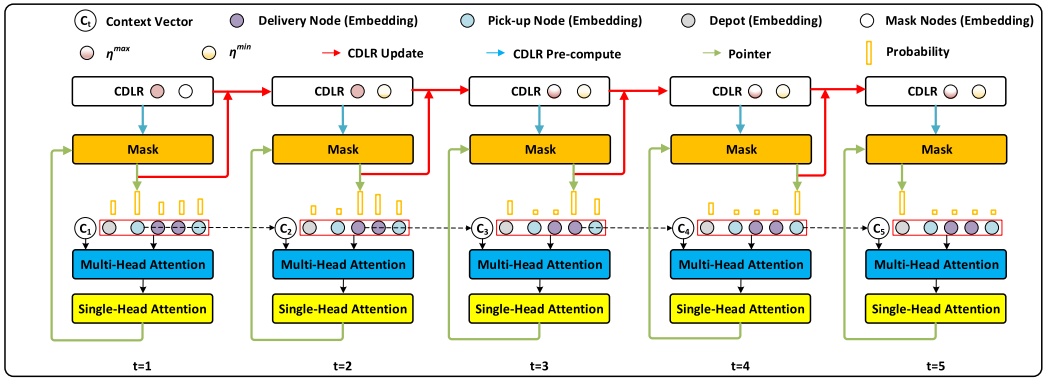 Cₜ Context Vector Delivery Node (Embedding) Pick-up Node (Embedding) Depot (Embedding) Mask Nodes (Embedding)
ηᵐᵃˣ ηᵐⁱⁿ CDLR Update CDLR Pre-compute Pointer Probability
CDLR CDLR CDLR CDLR CDLR
Mask Mask Mask Mask Mask
C₁ C₂ C₃ C₄ C₅
Multi-Head Attention Multi-Head Attention Multi-Head Attention Multi-Head Attention Multi-Head Attention
Single-Head Attention Single-Head Attention Single-Head Attention Single-Head Attention Single-Head Attention
t=1 t=2 t=3 t=4 t=5